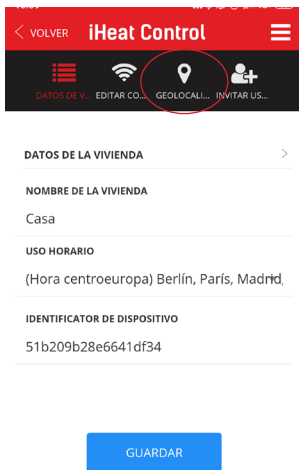 VOLVER iHeat Control
DATOS DE V... EDITAR CO... GEOLOCALI... INVITAR US...
DATOS DE LA VIVIENDA
NOMBRE DE LA VIVIENDA
Casa
USO HORARIO
(Hora centroeuropa) Berlín, París, Madrid,
IDENTIFICATOR DE DISPOSITIVO
51b209b28e6641df34
GUARDAR